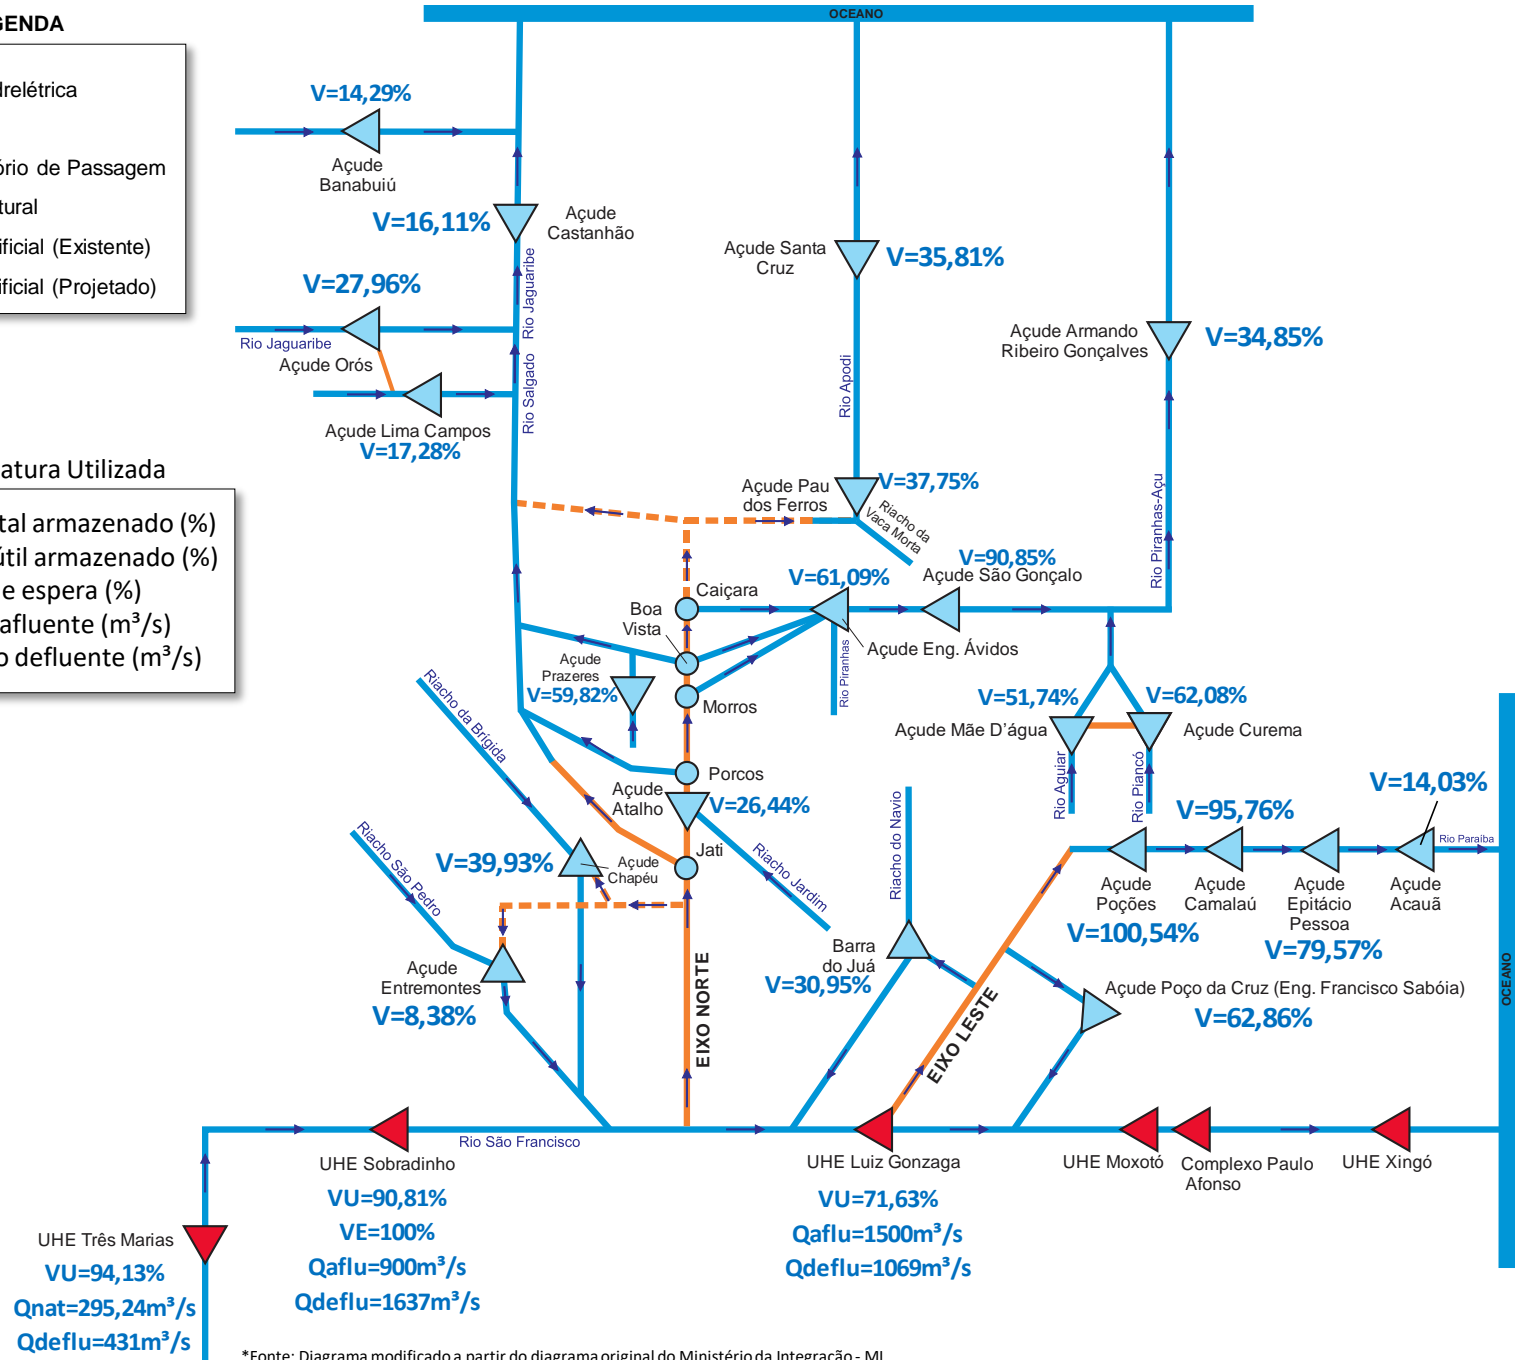 OCEANO
GENDA
drelétrica
ório de Passagem
tural
ificial (Existente)
ificial (Projetado)
V=14,29%
Açude
Banabuiú
V=16,11%
Açude
Castanhão
Rio Jaguaribe
V=27,96%
Rio Jaguaribe
Açude Orós
Rio Salgado
Açude Lima Campos
V=17,28%
Açude Santa
Cruz
V=35,81%
Rio Apodi
Açude Armando
Ribeiro Gonçalves
V=34,85%
Rio Piranhas-Açu
atura Utilizada
tal armazenado (%)
útil armazenado (%)
e espera (%)
afluente (m³/s)
o defluente (m³/s)
Açude Pau
dos Ferros
V=37,75%
Riacho da
Vaca Morta
V=90,85%
Açude São Gonçalo
V=61,09%
Caiçara
Boa
Vista
Açude Eng. Ávidos
Rio Piranhas
Açude
Prazeres
V=59,82%
Morros
Riacho da Brígida
V=51,74%
Açude Mãe D'água
V=62,08%
Açude Curema
Rio Aguiar
Rio Piancó
Porcos
Açude
Atalho
V=26,44%
Riacho Jardim
Jati
Riacho São Pedro
V=39,93%
Açude
Chapéu
Riacho do Navio
V=14,03%
V=95,76%
Rio Paraíba
Açude
Poções
V=100,54%
Açude
Camalaú
Açude
Epitácio
Pessoa
V=79,57%
Açude
Acauã
Açude
Entremontes
V=8,38%
EIXO NORTE
Barra
do Juá
V=30,95%
EIXO LESTE
Açude Poço da Cruz (Eng. Francisco Sabóia)
V=62,86%
OCEANO
Rio São Francisco
UHE Sobradinho
VU=90,81%
VE=100%
Qaflu=900m³/s
Qdeflu=1637m³/s
UHE Luiz Gonzaga
VU=71,63%
Qaflu=1500m³/s
Qdeflu=1069m³/s
UHE Moxotó
Complexo Paulo
Afonso
UHE Xingó
UHE Três Marias
VU=94,13%
Qnat=295,24m³/s
Qdeflu=431m³/s
*Fonte: Diagrama modificado a partir do diagrama original do Ministério da Integração - MI